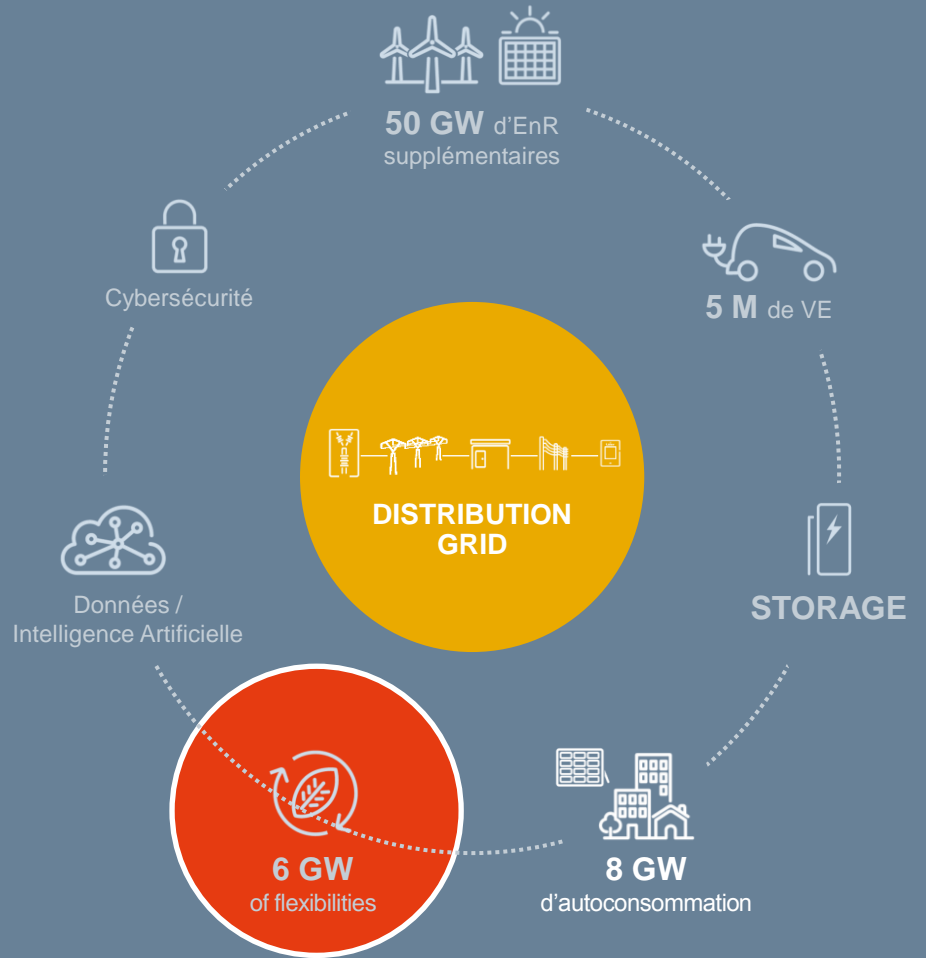 50 GW d'EnR
supplémentaires
Cybersécurité
5 M de VE
DISTRIBUTION
GRID
Données /
Intelligence Artificielle
STORAGE
6 GW
of flexibilities
8 GW
d'autoconsommation